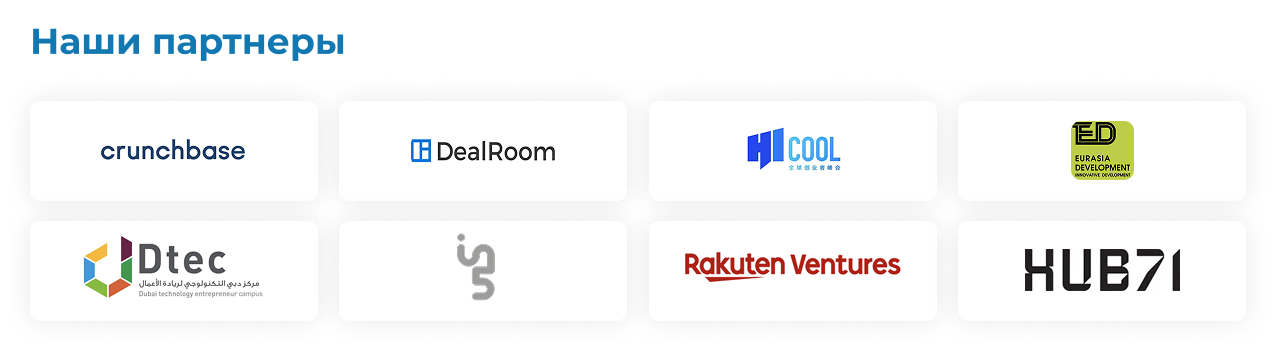 Наши партнеры
crunchbase
DealRoom
HI COOL
全球创业者峰会
ED
EURASIA
DEVELOPMENT
INNOVATIVE DEVELOPMENT
Dtec
مركز دبي التكنولوجي لريادة الأعمال
Dubai technology entrepreneur campus
Rakuten Ventures
HUB71